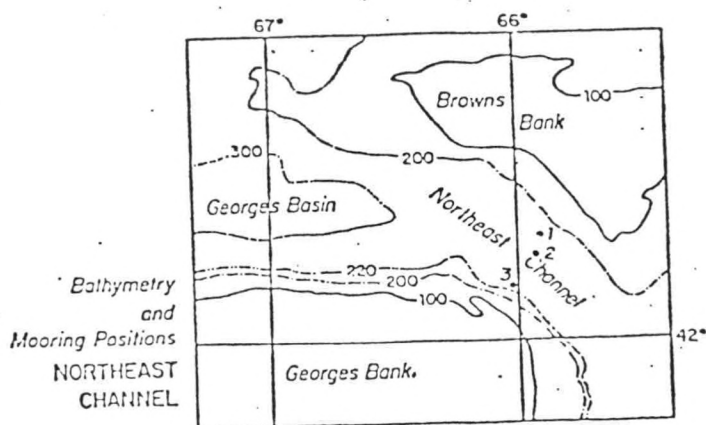 67°
66°
Browns
Bank
100
300
200
Georges Basin
Northeast
Channel
1
2
3
220
200
100
Bathymetry
and
Mooring Positions
42°
NORTHEAST
CHANNEL
Georges Bank.